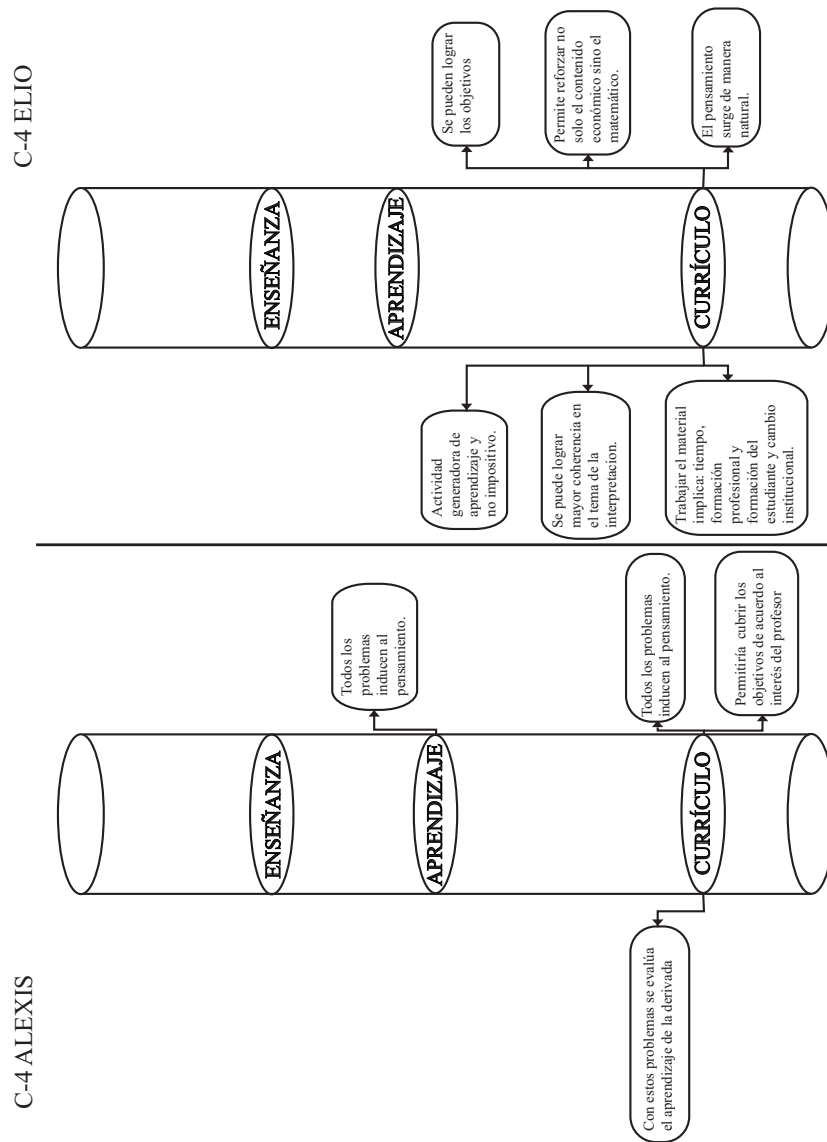 C-4 ALEXIS
Con estos problemas se evalúa
el aprendizaje de la derivada
ENSEÑANZA
APRENDIZAJE
CURRÍCULO
Todos los
problemas
inducen al
pensamiento.
Todos los problemas
inducen al pensamiento.
Permitiría cubrir los
objetivos de acuerdo al
interés del profesor
C-4 ELIO
Actividad
generadora de
aprendizaje y
no impositivo.
Se puede lograr
mayor coherencia en
el tema de la
interpretacion.
Trabajar el material
implica: tiempo,
formación
profesional y
formación del
estudiante y cambio
institucional.
ENSEÑANZA
APRENDIZAJE
CURRÍCULO
Se pueden lograr
los objetivos
Permite reforzar no
solo el contenido
económico sino el
matemático.
El pensamiento
surge de manera
natural.